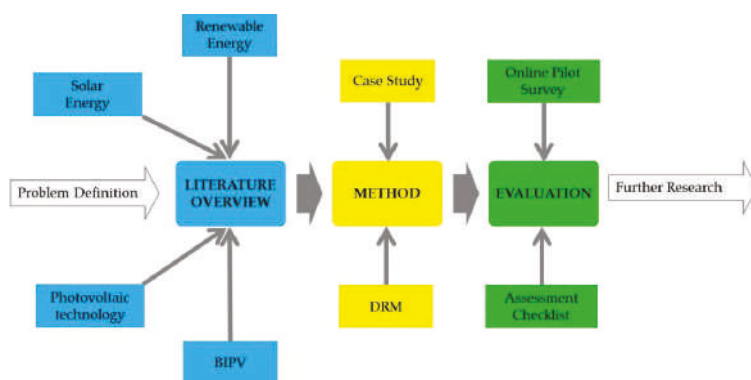 Renewable
Energy
Solar
Energy
Case Study
Online Pilot
Survey
Problem Definition
LITERATURE
OVERVIEW
METHOD
EVALUATION
Further Research
Photovoltaic
technology
BIPV
DRM
Assessment
Checklist